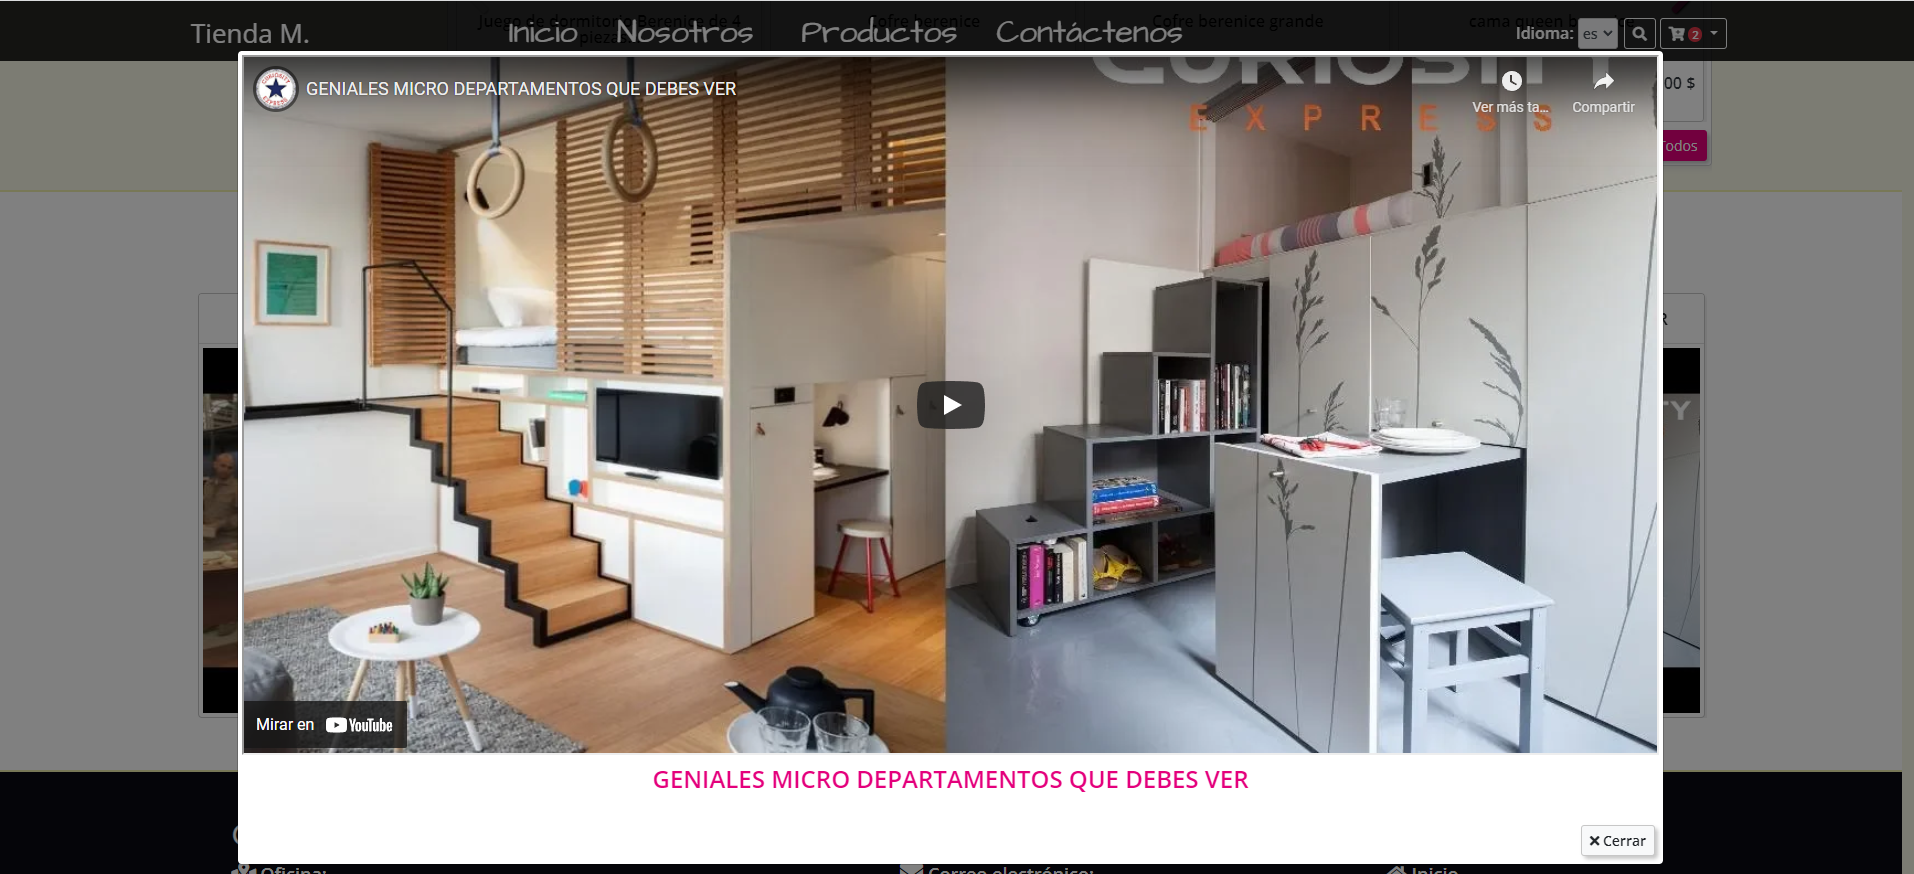 Tienda M.
Juego de dormitorio Berenice de 4 piezas
Cofre berenice
Cofre berenice grande
cama queen
Inicio Nosotros Productos Contáctenos
Idioma: es
2
GENIALES MICRO DEPARTAMENTOS QUE DEBES VER
CURIOSITY
EXPRESS
Ver más ta...
Compartir
00 $
Todos
R
TY
Mirar en YouTube
GENIALES MICRO DEPARTAMENTOS QUE DEBES VER
Cerrar
Oficina:
Correo electrónico:
Inicio